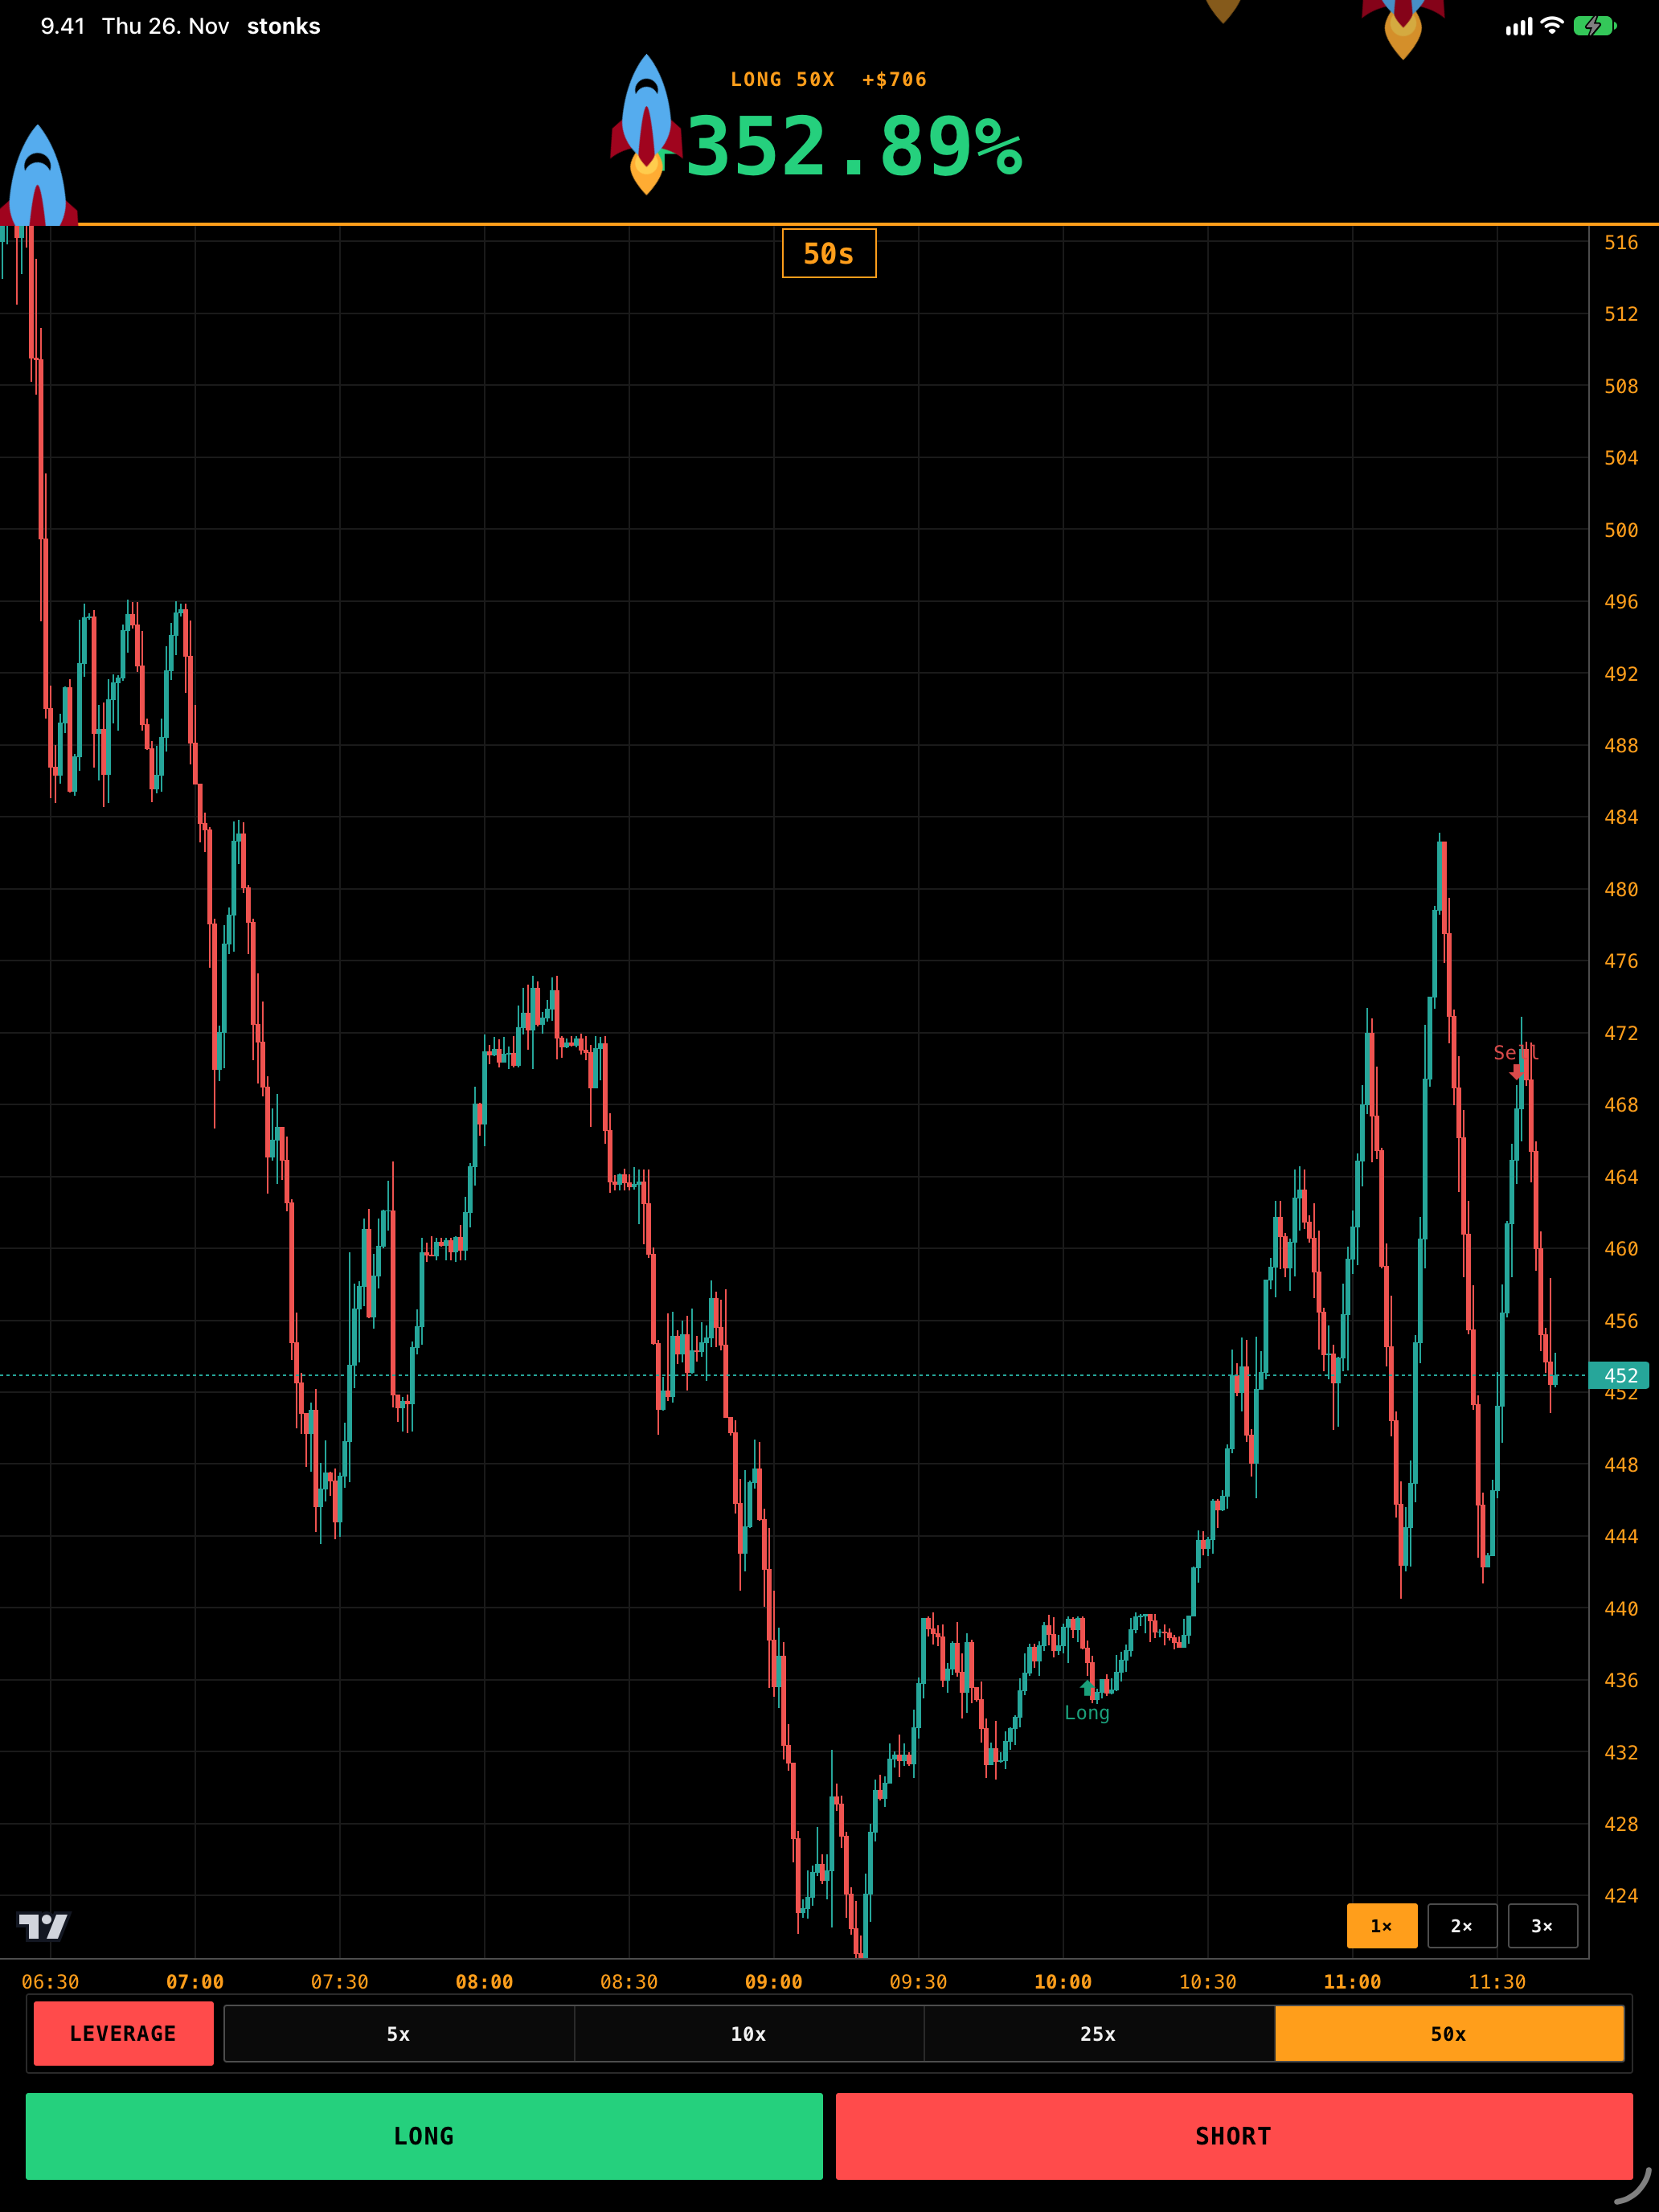 9.41 Thu 26. Nov stonks
LONG 50X +$706
+352.89%
50s
516
512
508
504
500
496
492
488
484
480
476
472
Sell
468
464
460
456
452
452
448
444
440
436
Long
432
428
424
1× 2× 3×
06:30 07:00 07:30 08:00 08:30 09:00 09:30 10:00 10:30 11:00 11:30
LEVERAGE 5x 10x 25x 50x
LONG SHORT